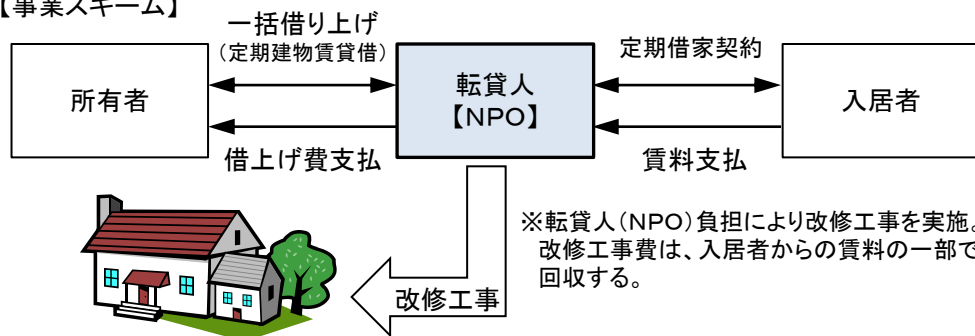 【事業スキーム】
一括借り上げ
（定期建物賃貸借）
定期借家契約
所有者
転貸人
【NPO】
入居者
借上げ費支払
賃料支払
※転貸人（NPO）負担により改修工事を実施。
改修工事費は、入居者からの賃料の一部で
回収する。
改修工事